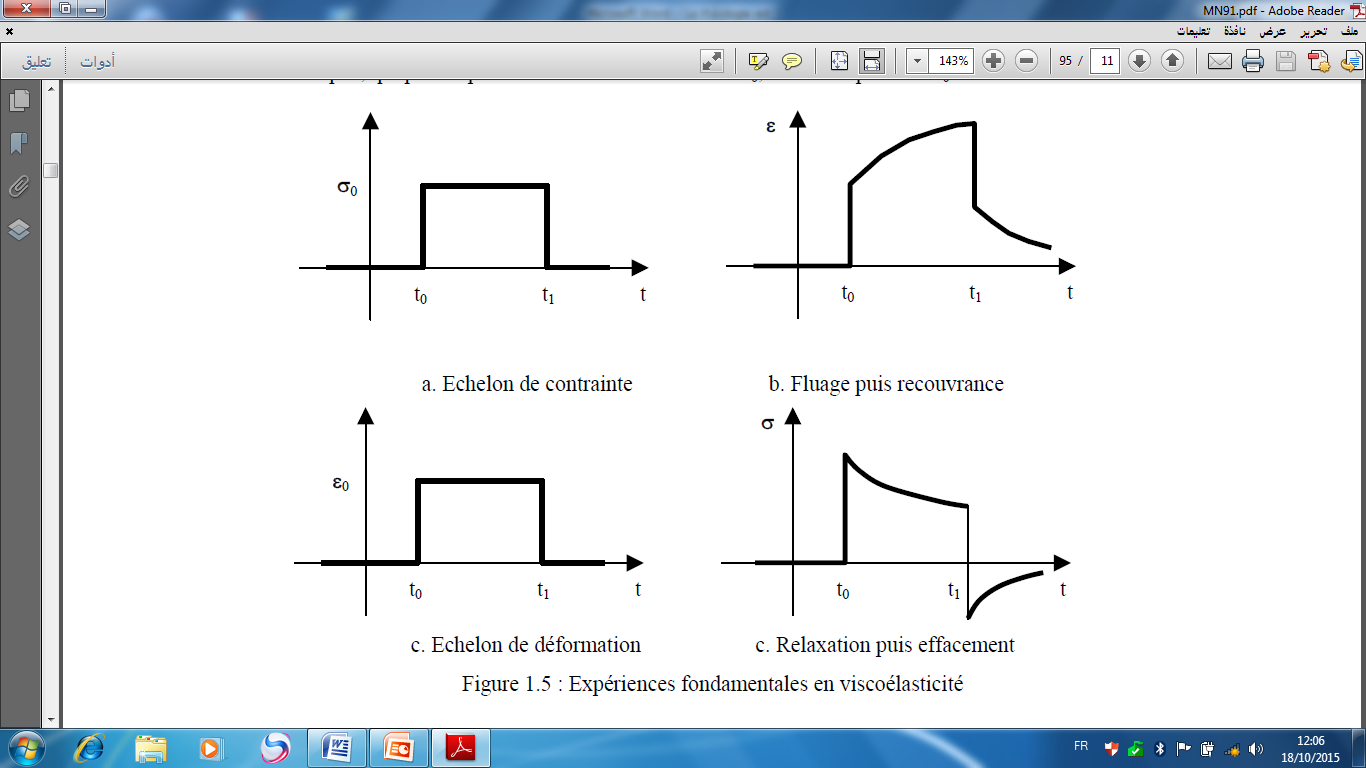 MN91.pdf - Adobe Reader
ملف تحرير عرض نافذة تعليمات
143%
95 / 11
أدوات
تعليق
σ0
t0 t1 t
ε
t0 t1 t
a. Echelon de contrainte
b. Fluage puis recouvrance
ε0
t0 t1 t
σ
t0 t1 t
c. Echelon de déformation
c. Relaxation puis effacement
Figure 1.5 : Expériences fondamentales en viscoélasticité
FR
12:06
18/10/2015